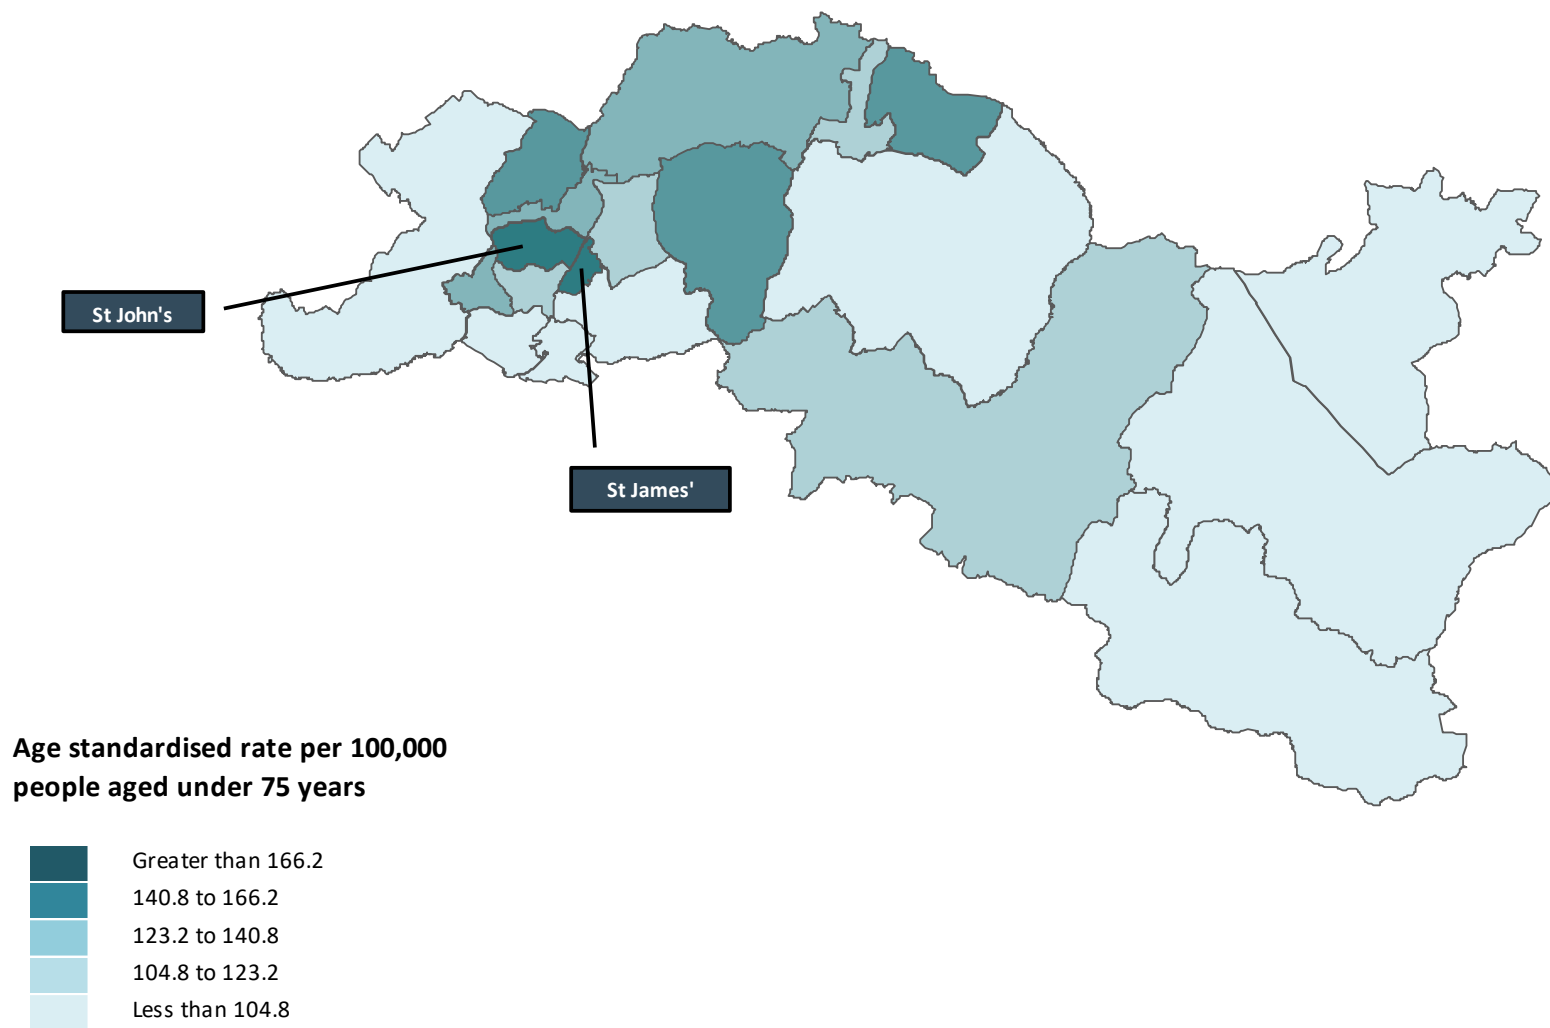 St John's
St James'
Age standardised rate per 100,000
people aged under 75 years
Greater than 166.2
140.8 to 166.2
123.2 to 140.8
104.8 to 123.2
Less than 104.8